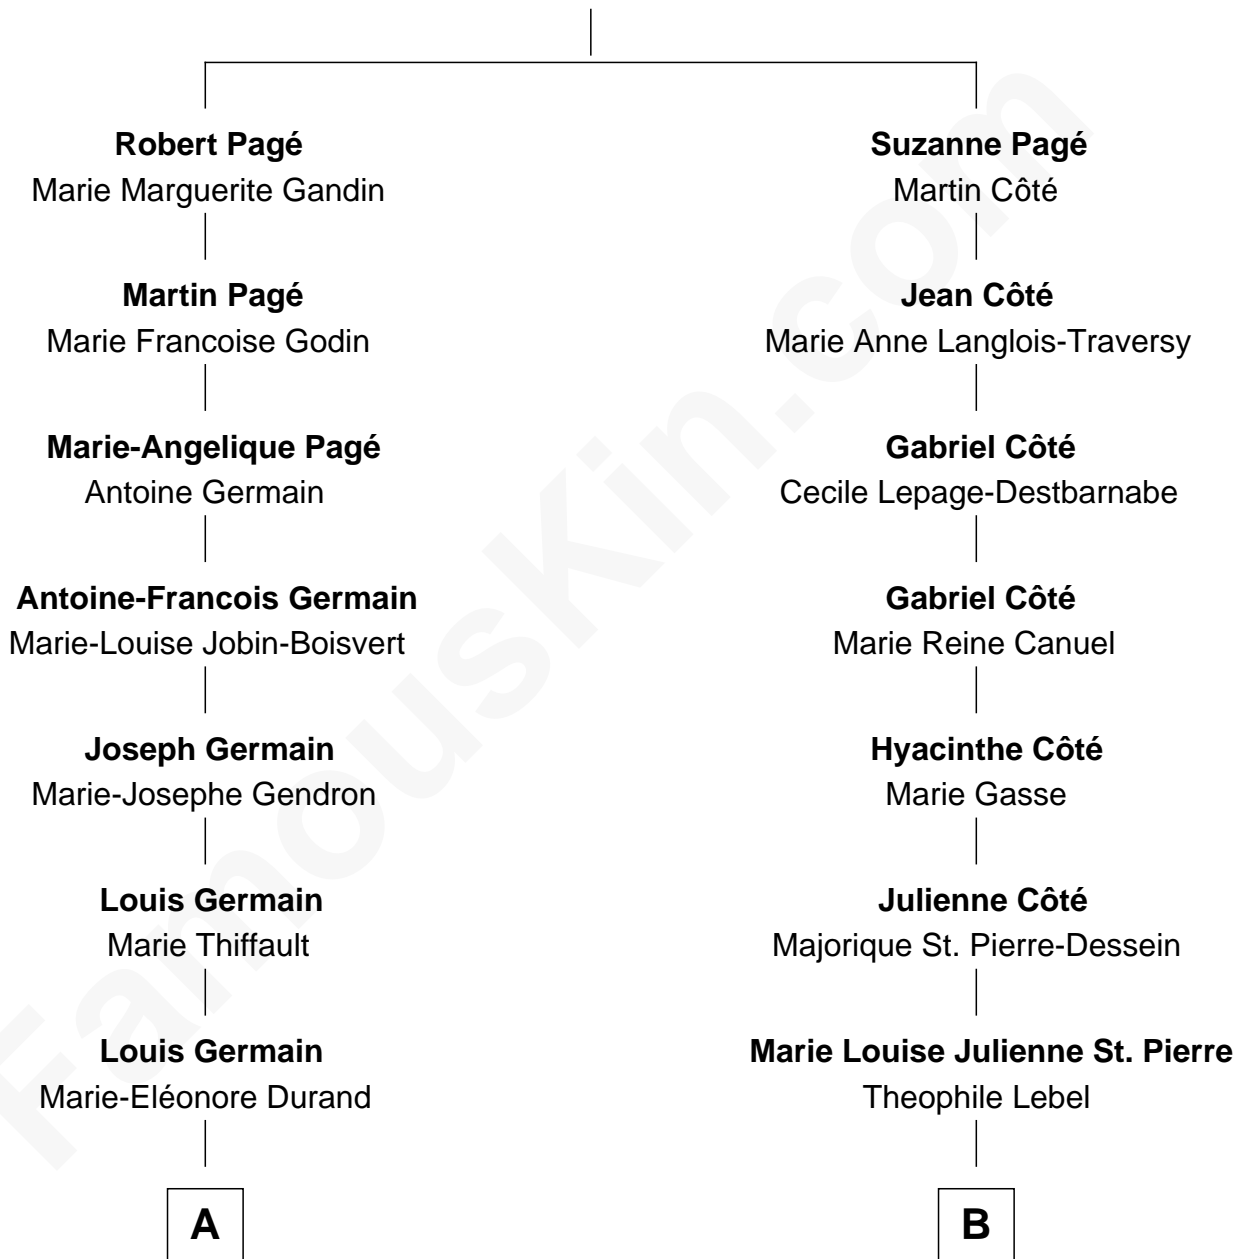 Robert Pagé
Marie Marguerite Gandin
Martin Pagé
Marie Francoise Godin
Marie-Angelique Pagé
Antoine Germain
Antoine-Francois Germain
Marie-Louise Jobin-Boisvert
Joseph Germain
Marie-Josephe Gendron
Louis Germain
Marie Thiffault
Louis Germain
Marie-Eléonore Durand
A
Suzanne Pagé
Martin Côté
Jean Côté
Marie Anne Langlois-Traversy
Gabriel Côté
Cecile Lepage-Destbarnabe
Gabriel Côté
Marie Reine Canuel
Hyacinthe Côté
Marie Gasse
Julienne Côté
Majorique St. Pierre-Dessein
Marie Louise Julienne St. Pierre
Theophile Lebel
B
FamousKin.com